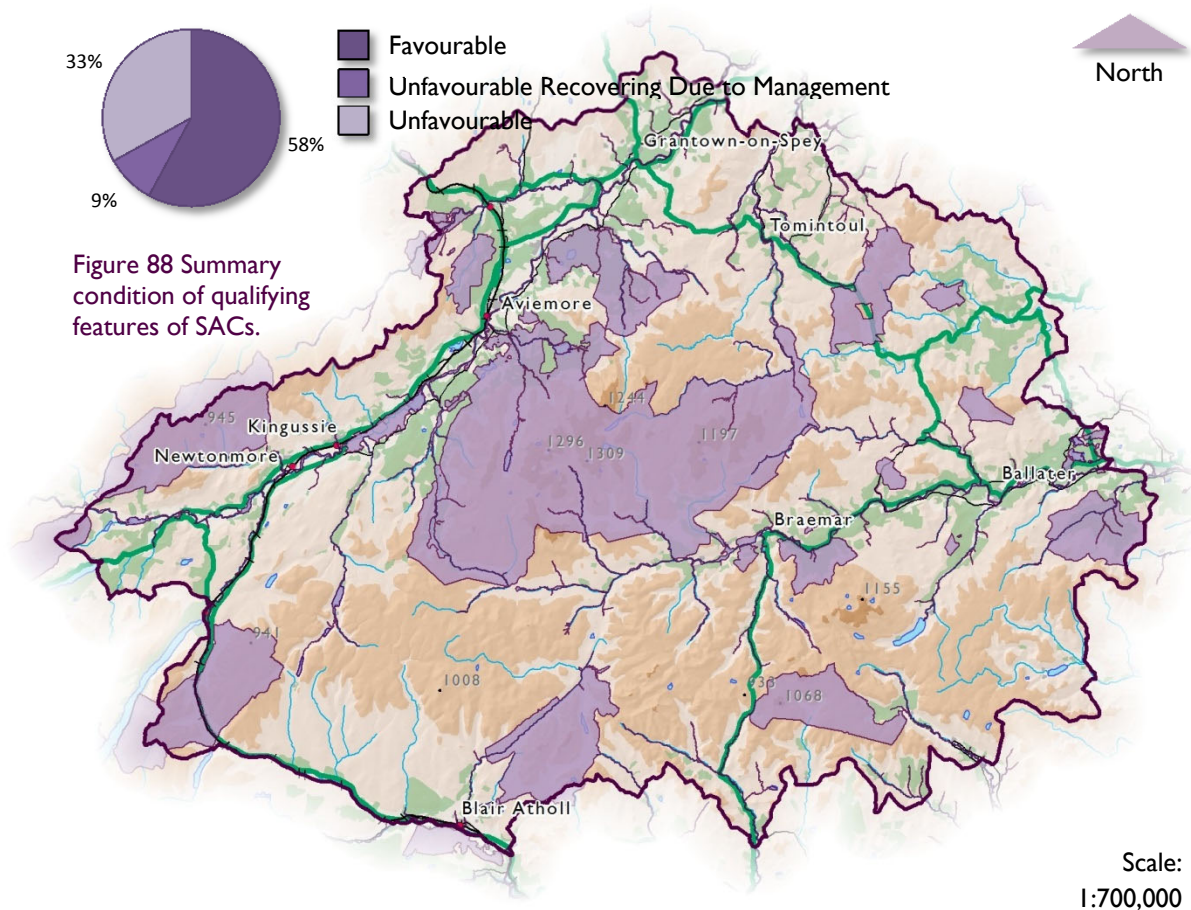 33%
58%
9%
Favourable
Unfavourable Recovering Due to Management
Unfavourable
North
Figure 88 Summary
condition of qualifying
features of SACs.
Grantown-on-Spey
Tomintoul
Aviemore
945
Kingussie
Newtonmore
1244
1296
1309
1197
Ballater
Braemar
1155
941
1008
933
1068
Blair Atholl
Scale:
1:700,000